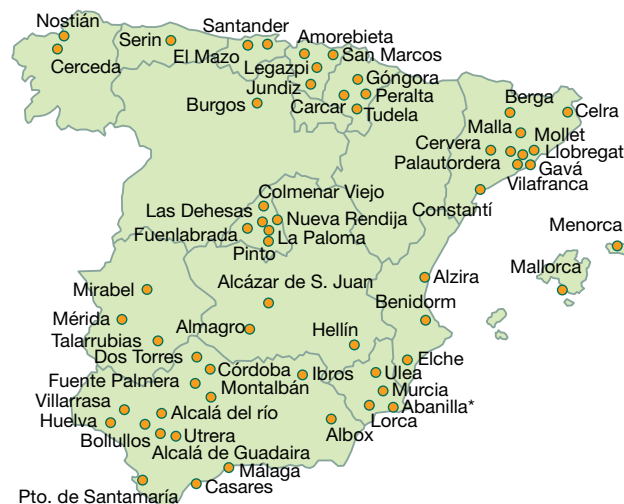 Nostián
Santander
Amorebieta
Serin
El Mazo
San Marcos
Cerceda
Legazpi
Jundiz
Góngora
Burgos
Carcar
Peralta
Tudela
Berga
Celra
Malla
Mollet
Cervera
Llobregat
Palautordera
Gavá
Vilafranca
Colmenar Viejo
Constantí
Las Dehesas
Nueva Rendija
Menorca
Fuenlabrada
La Paloma
Pinto
Mallorca
Alcázar de S. Juan
Alzira
Mirabel
Benidorm
Mérida
Almagro
Hellín
Talarrubias
Dos Torres
Elche
Córdoba
Ibros
Ulea
Fuente Palmera
Montalbán
Murcia
Villarrasa
Abanilla*
Alcalá del río
Lorca
Huelva
Albox
Bollullos
Utrera
Alcalá de Guadaira
Málaga
Pto. de Santamaría
Casares